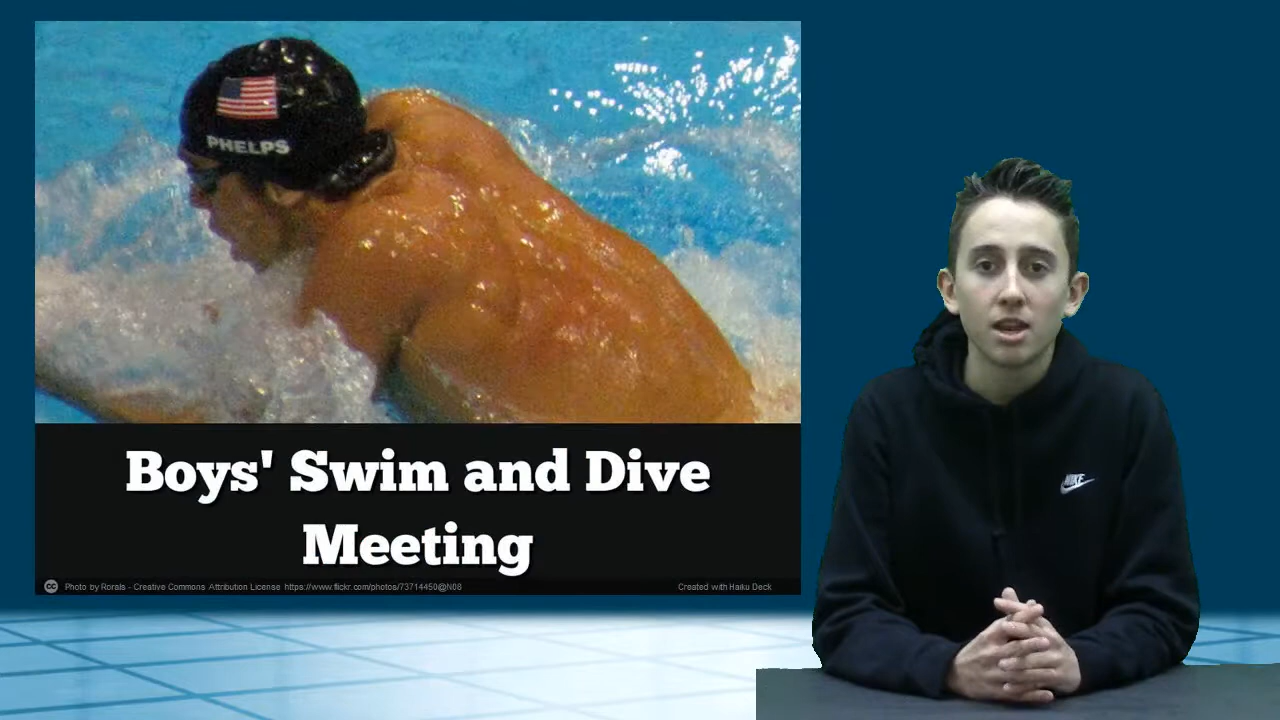 PHELPS
Boys' Swim and Dive
Meeting
Photo by Rorals - Creative Commons Attribution License https://www.flickr.com/photos/73714450@N08
Created with Haiku Deck
NIKE